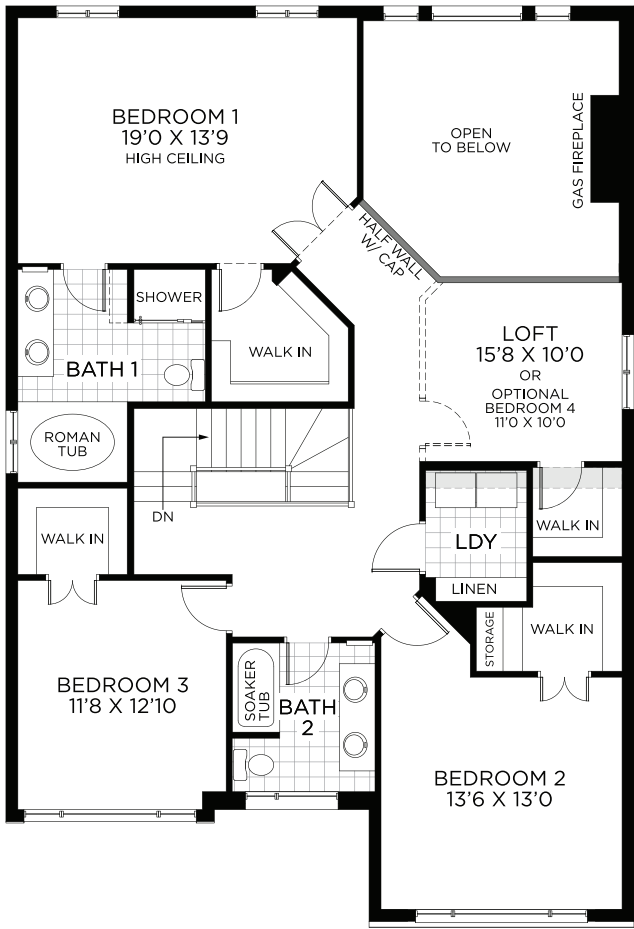 BEDROOM 1
19'0 X 13'9
HIGH CEILING
OPEN
TO BELOW
GAS FIREPLACE
HALF WALL
W/ CAP
SHOWER
BATH 1
WALK IN
LOFT
15'8 X 10'0
OR
OPTIONAL
BEDROOM 4
11'0 X 10'0
ROMAN
TUB
DN
WALK IN
LDY
WALK IN
LINEN
STORAGE
WALK IN
BEDROOM 3
11'8 X 12'10
SOAKER
TUB
BATH
2
BEDROOM 2
13'6 X 13'0